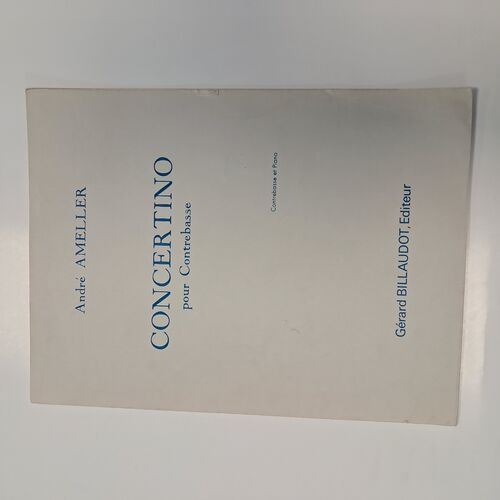 André AMELLER
CONCERTINO
pour Contrebasse
Contrebasse et Piano
Gérard BILLAUDOT, Editeur